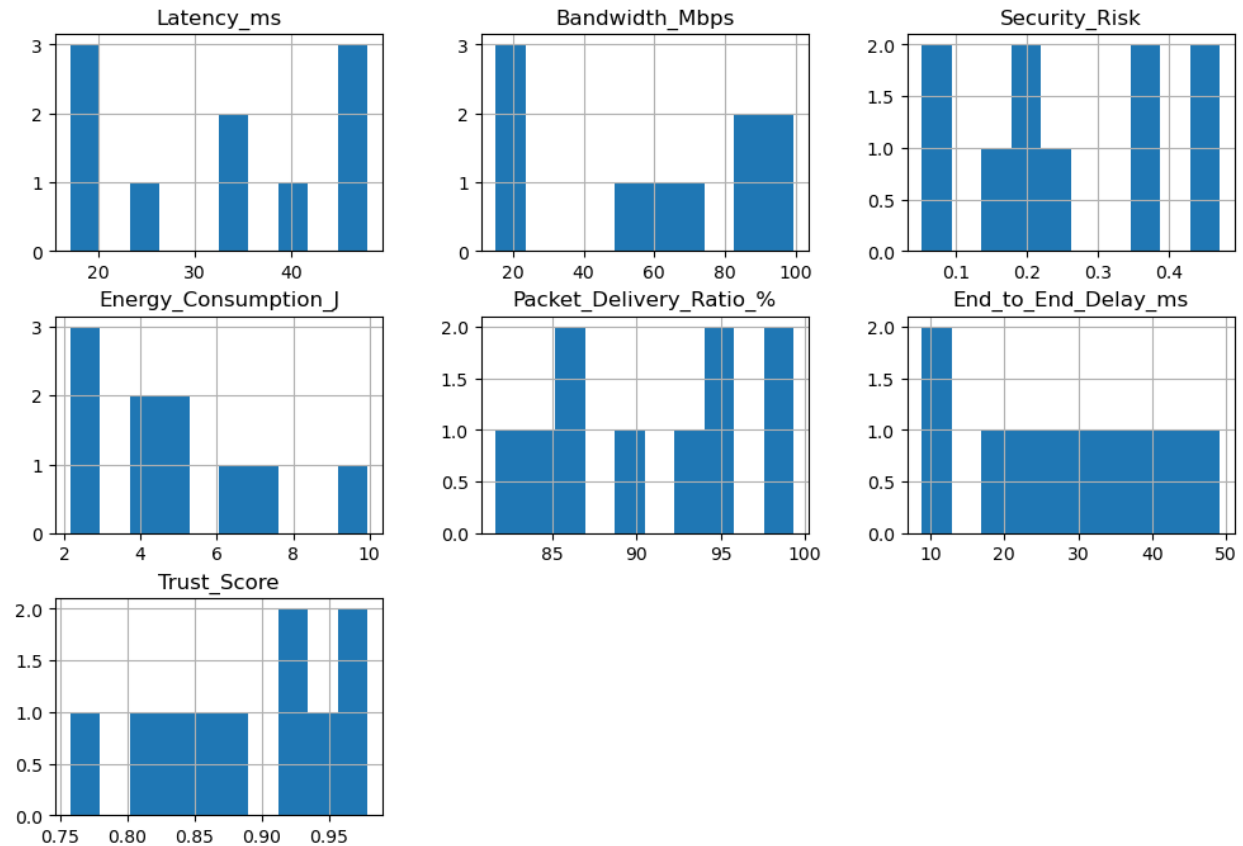 Latency_ms
3
2
1
0
20 30 40
Bandwidth_Mbps
3
2
1
0
20 40 60 80 100
Security_Risk
2.0
1.5
1.0
0.5
0.0
0.1 0.2 0.3 0.4
Energy_Consumption_J
3
2
1
0
2 4 6 8 10
Packet_Delivery_Ratio_%
2.0
1.5
1.0
0.5
0.0
85 90 95 100
End_to_End_Delay_ms
2.0
1.5
1.0
0.5
0.0
10 20 30 40 50
Trust_Score
2.0
1.5
1.0
0.5
0.0
0.75 0.80 0.85 0.90 0.95